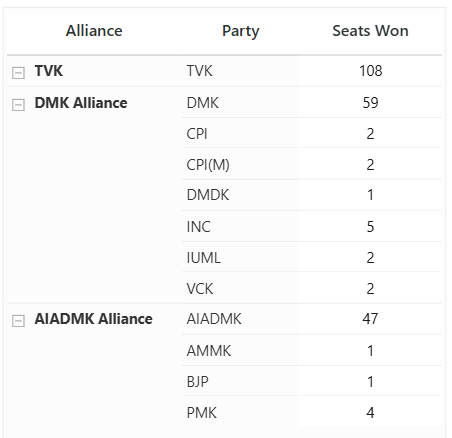 Alliance Party Seats Won
TVK TVK 108
DMK Alliance DMK 59
CPI 2
CPI(M) 2
DMDK 1
INC 5
IUML 2
VCK 2
AIADMK Alliance AIADMK 47
AMMK 1
BJP 1
PMK 4